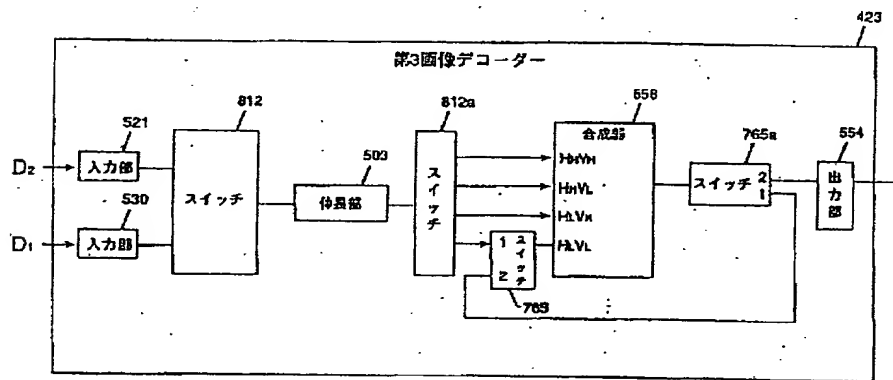 423
第3画像デコーダー
812
812a
558
521
合成器
765a
554
503
D₂
入力部
スイッチ
伸長部
スイッチ
HHVH
HHVL
HLVH
HLVL
スイッチ
2
1
出力部
530
D₁
入力部
1
2
スイッチ
765